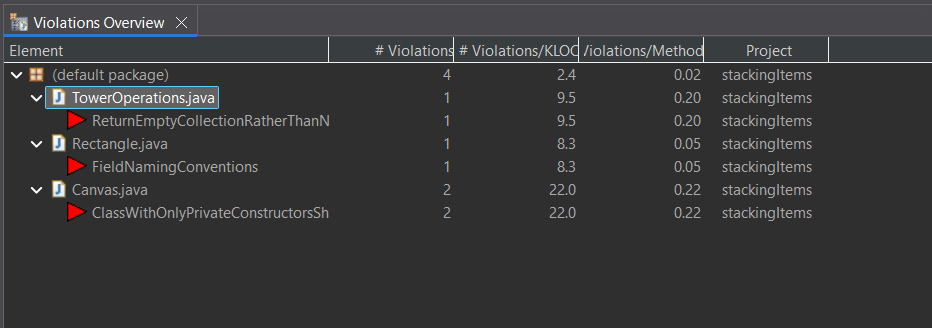 Violations Overview
Element # Violations # Violations/KLOC /iolations/Method Project
(default package) 4 2.4 0.02 stackingItems
TowerOperations.java 1 9.5 0.20 stackingItems
ReturnEmptyCollectionRatherThanN 1 9.5 0.20 stackingItems
Rectangle.java 1 8.3 0.05 stackingItems
FieldNamingConventions 1 8.3 0.05 stackingItems
Canvas.java 2 22.0 0.22 stackingItems
ClassWithOnlyPrivateConstructorsSh 2 22.0 0.22 stackingItems